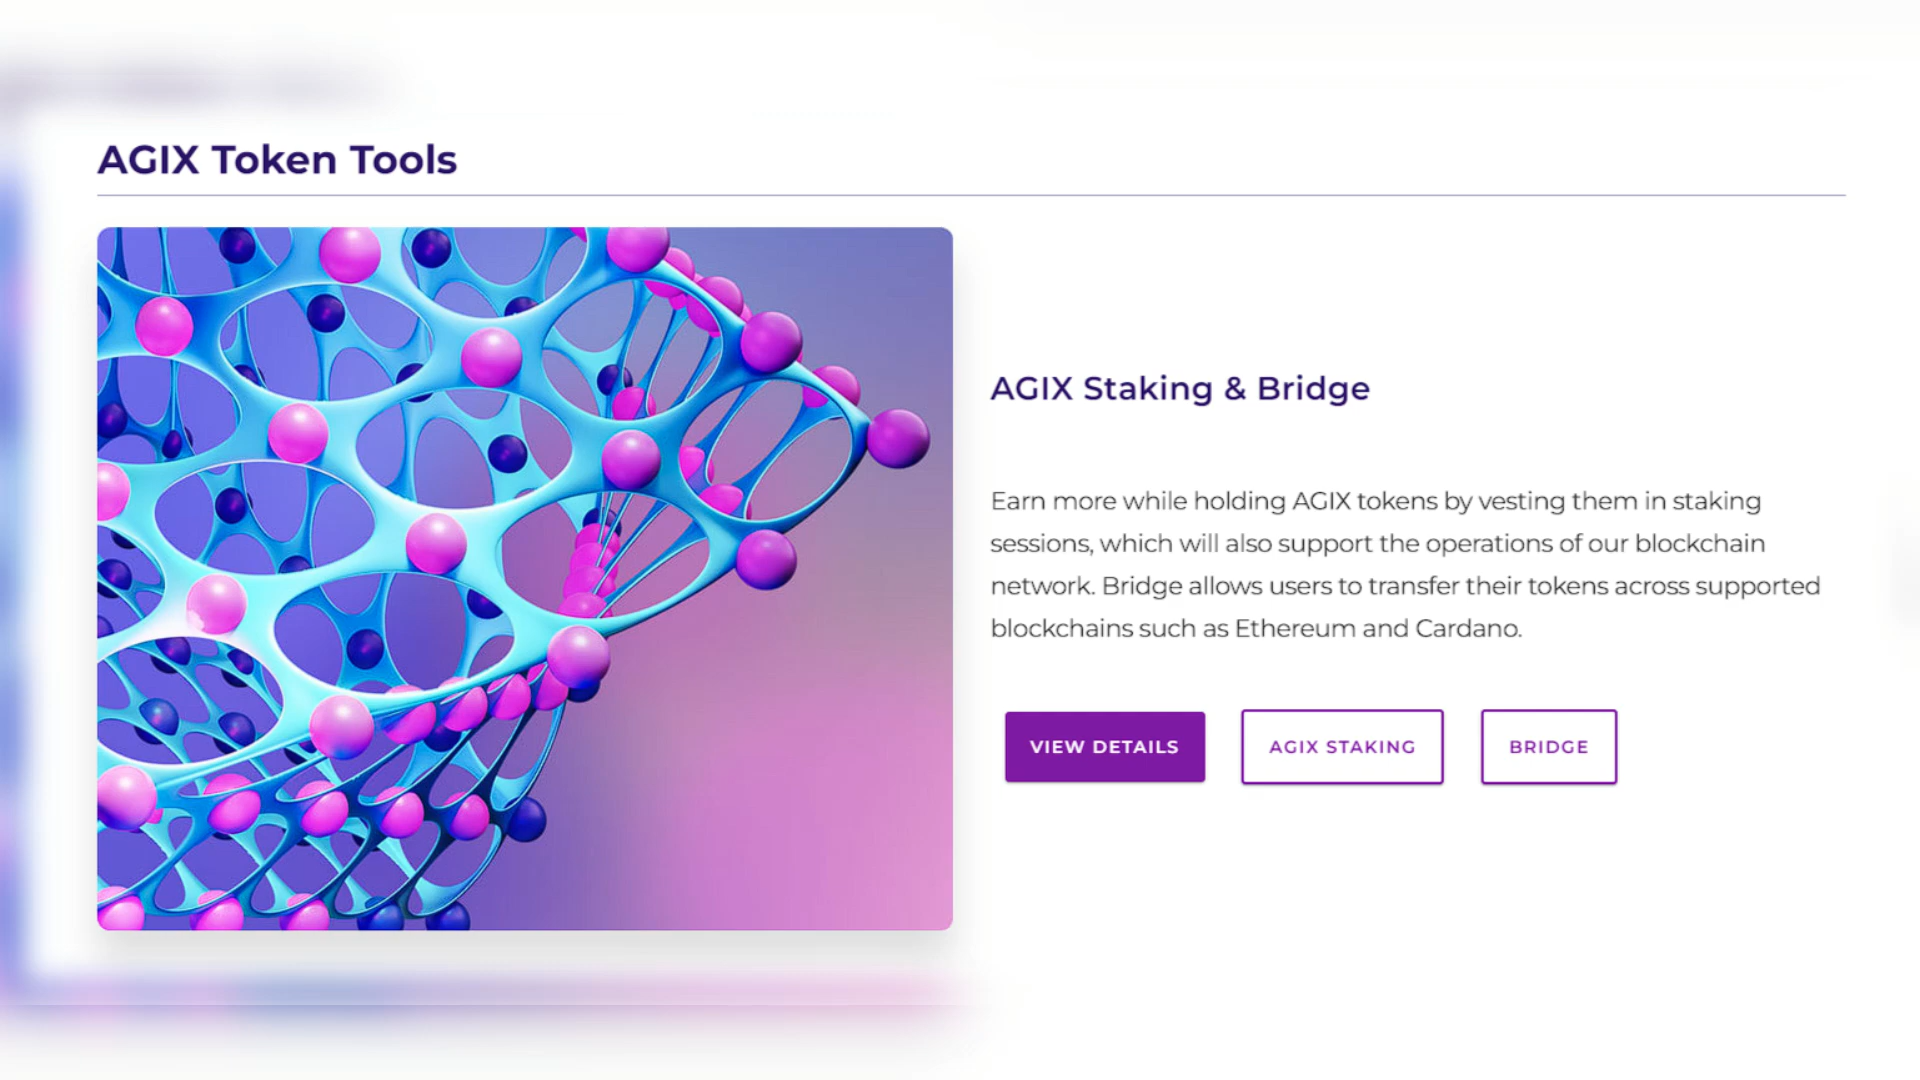 AGIX Token Tools
AGIX Staking & Bridge
Earn more while holding AGIX tokens by vesting them in staking
sessions, which will also support the operations of our blockchain
network. Bridge allows users to transfer their tokens across supported
blockchains such as Ethereum and Cardano.
VIEW DETAILS
AGIX STAKING
BRIDGE